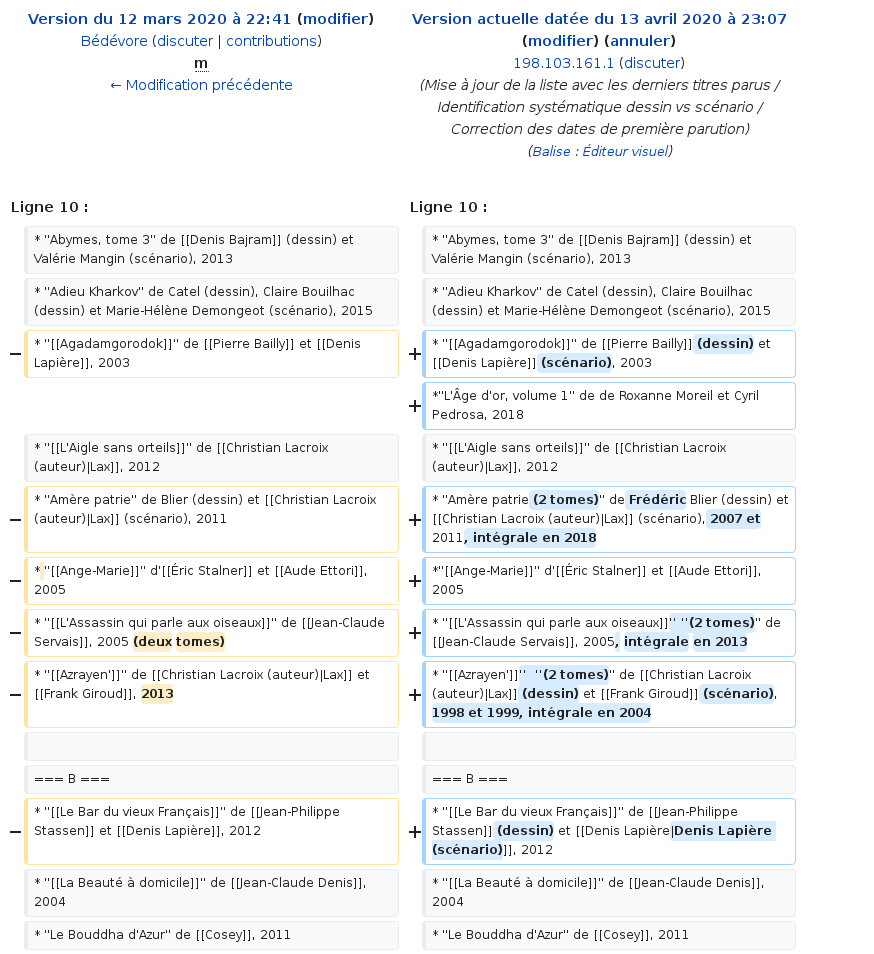 Version du 12 mars 2020 à 22:41 (modifier)
Bédévore (discuter | contributions)
m
← Modification précédente
Version actuelle datée du 13 avril 2020 à 23:07
(modifier) (annuler)
198.103.161.1 (discuter)
(Mise à jour de la liste avec les derniers titres parus /
Identification systématique dessin vs scénario /
Correction des dates de première parution)
(Balise : Éditeur visuel)
Ligne 10 :
Ligne 10 :
* ''Abymes, tome 3'' de [[Denis Bajram]] (dessin) et
Valérie Mangin (scénario), 2013
* ''Abymes, tome 3'' de [[Denis Bajram]] (dessin) et
Valérie Mangin (scénario), 2013
* ''Adieu Kharkov'' de Catel (dessin), Claire Bouilhac
(dessin) et Marie-Hélène Demongeot (scénario), 2015
* ''Adieu Kharkov'' de Catel (dessin), Claire Bouilhac
(dessin) et Marie-Hélène Demongeot (scénario), 2015
− * ''[[Agadamgorodok]]'' de [[Pierre Bailly]] et [[Denis
Lapière]], 2003
+ * ''[[Agadamgorodok]]'' de [[Pierre Bailly]] (dessin) et
[[Denis Lapière]] (scénario), 2003
+ *''L'Âge d'or, volume 1'' de de Roxanne Moreil et Cyril
Pedrosa, 2018
* ''[[L'Aigle sans orteils]]'' de [[Christian Lacroix
(auteur)|Lax]], 2012
* ''[[L'Aigle sans orteils]]'' de [[Christian Lacroix
(auteur)|Lax]], 2012
− * ''Amère patrie'' de Blier (dessin) et [[Christian Lacroix
(auteur)|Lax]] (scénario), 2011
+ * ''Amère patrie (2 tomes)'' de Frédéric Blier (dessin) et
[[Christian Lacroix (auteur)|Lax]] (scénario), 2007 et
2011, intégrale en 2018
− * ''[[Ange-Marie]]'' d'[[Éric Stalner]] et [[Aude Ettori]],
2005
+ *''[[Ange-Marie]]'' d'[[Éric Stalner]] et [[Aude Ettori]],
2005
− * ''[[L'Assassin qui parle aux oiseaux]]'' de [[Jean-Claude
Servais]], 2005 (deux tomes)
+ * ''[[L'Assassin qui parle aux oiseaux]]'' ''(2 tomes)'' de
[[Jean-Claude Servais]], 2005, intégrale en 2013
− * ''[[Azrayen']]'' de [[Christian Lacroix (auteur)|Lax]] et
[[Frank Giroud]], 2013
+ * ''[[Azrayen']]'' ''(2 tomes)'' de [[Christian Lacroix
(auteur)|Lax]] (dessin) et [[Frank Giroud]] (scénario),
1998 et 1999, intégrale en 2004
=== B ===
=== B ===
− * ''[[Le Bar du vieux Français]]'' de [[Jean-Philippe
Stassen]] et [[Denis Lapière]], 2012
+ * ''[[Le Bar du vieux Français]]'' de [[Jean-Philippe
Stassen]] (dessin) et [[Denis Lapière|Denis Lapière
(scénario)]], 2012
* ''[[La Beauté à domicile]]'' de [[Jean-Claude Denis]],
2004
* ''[[La Beauté à domicile]]'' de [[Jean-Claude Denis]],
2004
* ''Le Bouddha d'Azur'' de [[Cosey]], 2011
* ''Le Bouddha d'Azur'' de [[Cosey]], 2011